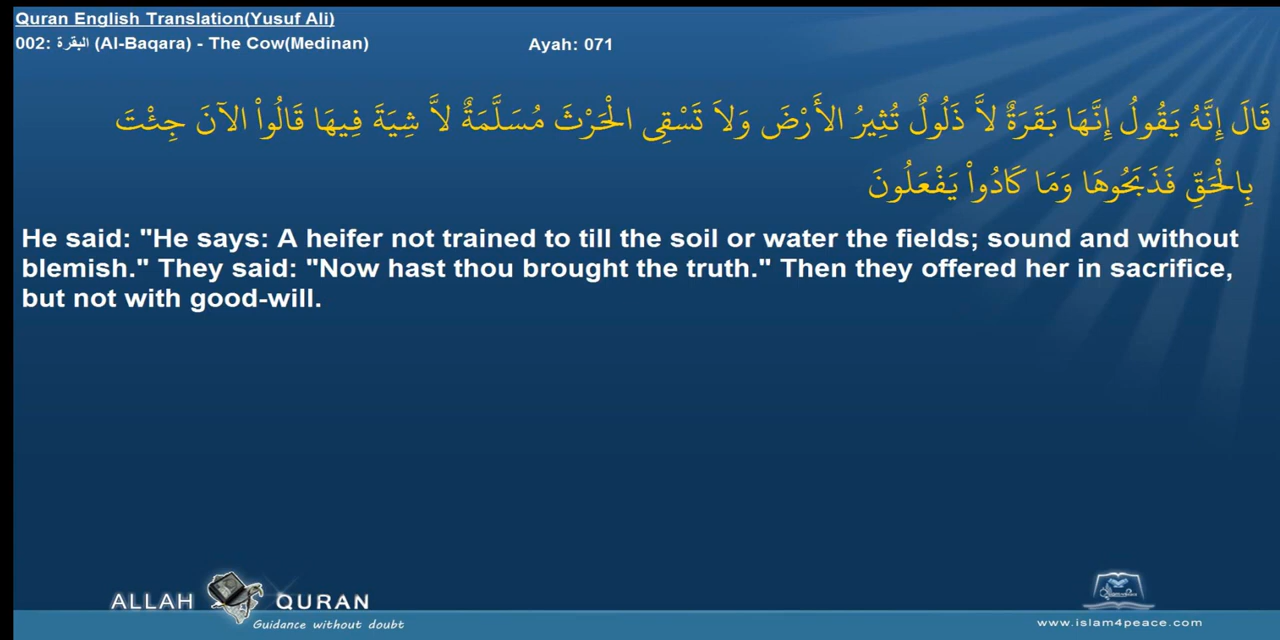 Quran English Translation(Yusuf Ali)
002: البقرة (Al-Baqara) - The Cow(Medinan)
Ayah: 071
قَالَ إِنَّهُ يَقُولُ إِنَّهَا بَقَرَةٌ لاَّ ذَلُولٌ تُثِيرُ الأَرْضَ وَلاَ تَسْقِى الْحَرْثَ مُسَلَّمَةٌ لاَّ شِيَةَ فِيهَا قَالُواْ الآنَ جِئْتَ
بِالْحَقِّ فَذَبَحُوهَا وَمَا كَادُواْ يَفْعَلُونَ
He said: "He says: A heifer not trained to till the soil or water the fields; sound and without
blemish." They said: "Now hast thou brought the truth." Then they offered her in sacrifice,
but not with good-will.
ALLAH QURAN
Guidance without doubt
www.islam4peace.com